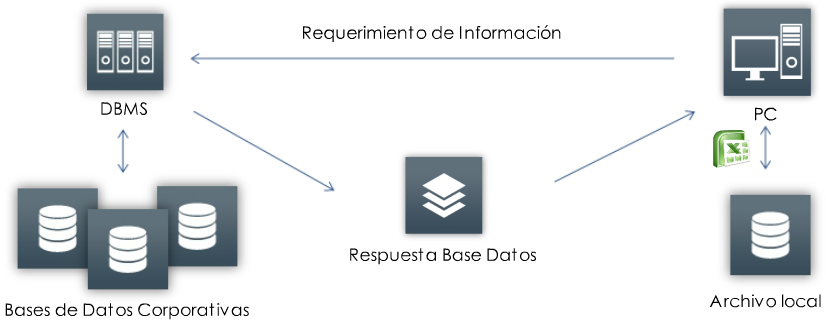 Requerimiento de Información
DBMS
PC
Respuesta Base Datos
Bases de Datos Corporativas
Archivo local